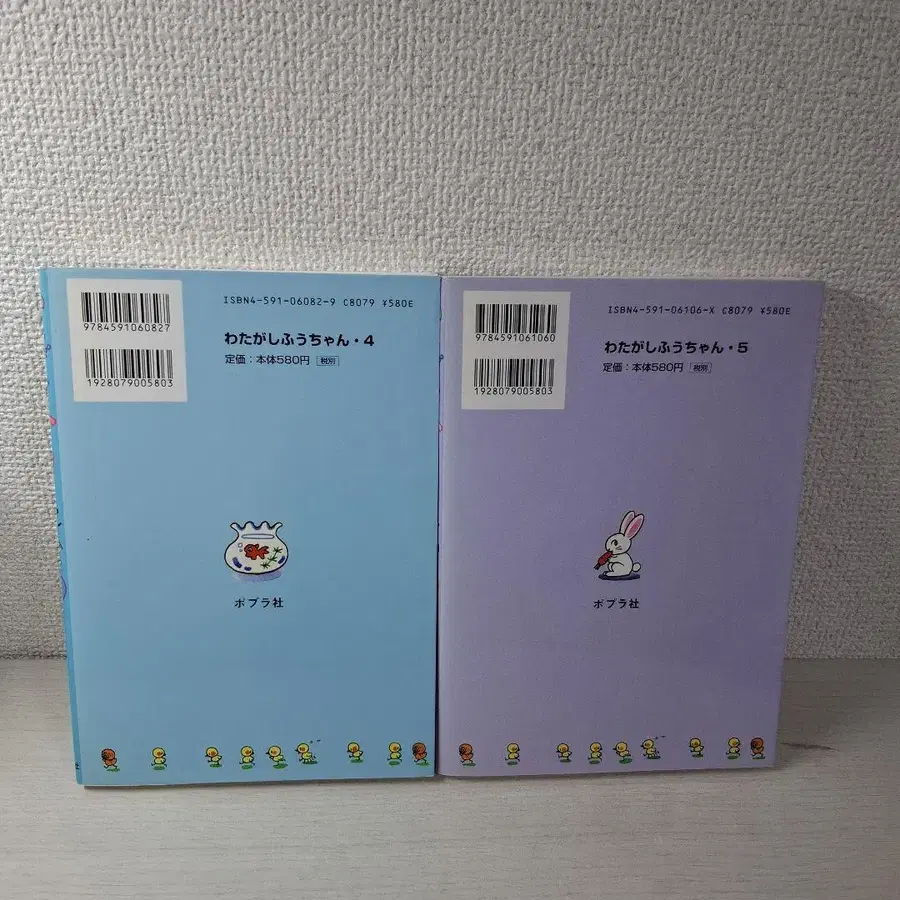 9784591060827
1928079005803
ISBN4-591-06082-9 C8079 ¥580E
わたがしふうちゃん・4
定価：本体580円 税別
ポプラ社
9784591061060
1928079005803
ISBN4-591-06106-X C8079 ¥580E
わたがしふうちゃん・5
定価：本体580円 税別
ポプラ社